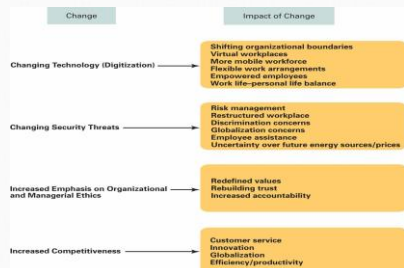 Change
Impact of Change
Changing Technology (Digitization)
Shifting organizational boundaries
Virtual workplaces
More mobile workforce
Flexible work arrangements
Empowered employees
Work life–personal life balance
Changing Security Threats
Risk management
Restructured workplace
Discrimination concerns
Globalization concerns
Employee assistance
Uncertainty over future energy sources/prices
Increased Emphasis on Organizational
and Managerial Ethics
Redefined values
Rebuilding trust
Increased accountability
Increased Competitiveness
Customer service
Innovation
Globalization
Efficiency/productivity